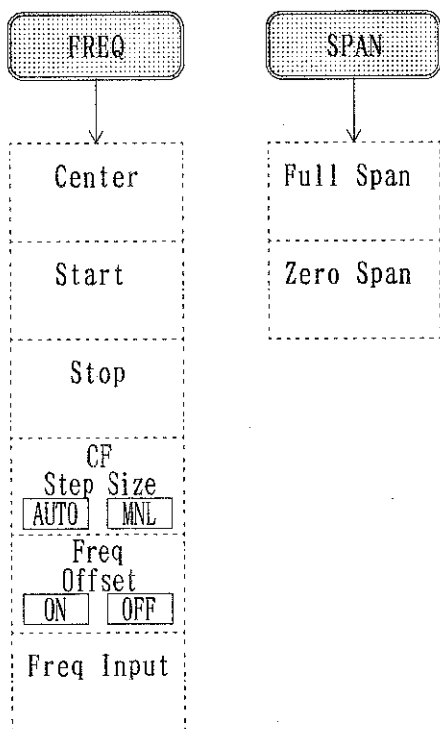 FREQ
Center
Start
Stop
CF
Step Size
AUTO MNL
Freq
Offset
ON OFF
Freq Input
SPAN
Full Span
Zero Span